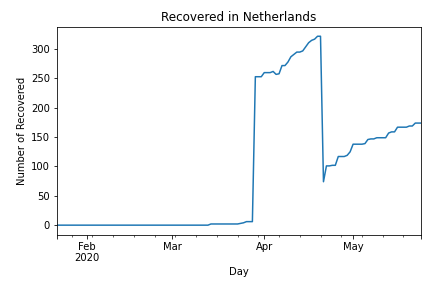 Recovered in Netherlands
Number of Recovered
300
250
200
150
100
50
0
Feb
2020
Mar
Apr
May
Day